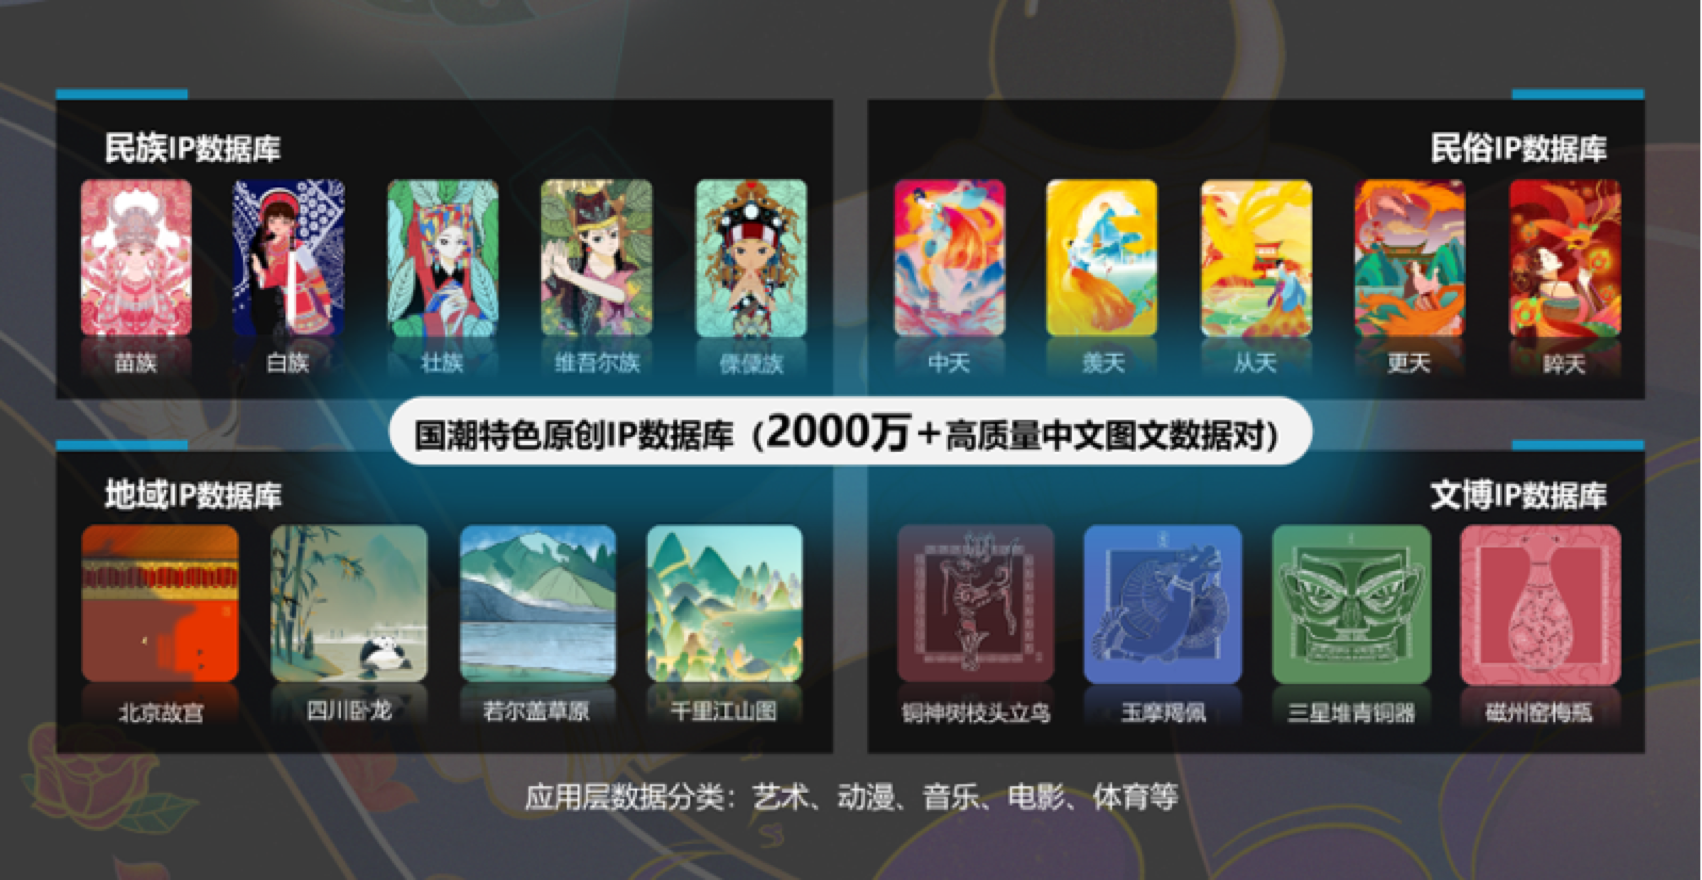 民族IP数据库
苗族
白族
壮族
维吾尔族
傈僳族
民俗IP数据库
中天
羡天
从天
更天
睟天
国潮特色原创IP数据库（2000万+高质量中文图文数据对）
地域IP数据库
北京故宫
四川卧龙
若尔盖草原
千里江山图
文博IP数据库
铜神树枝头立鸟
玉摩羯佩
三星堆青铜器
磁州窑梅瓶
应用层数据分类：艺术、动漫、音乐、电影、体育等